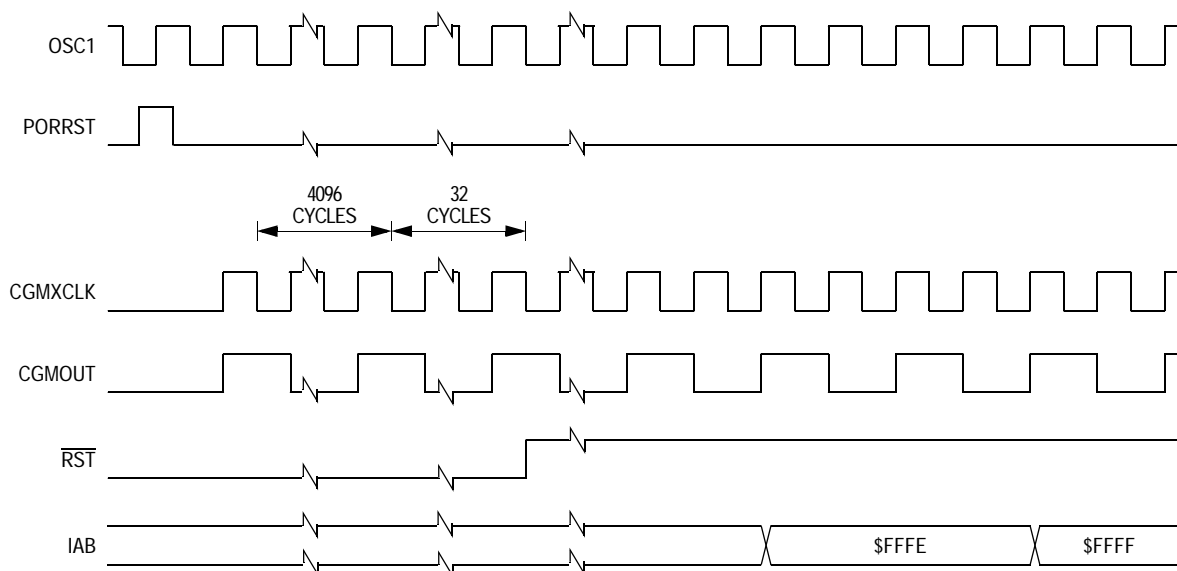 OSC1
PORRST
4096
CYCLES
32
CYCLES
CGMXCLK
CGMOUT
RST
IAB
$FFFE
$FFFF